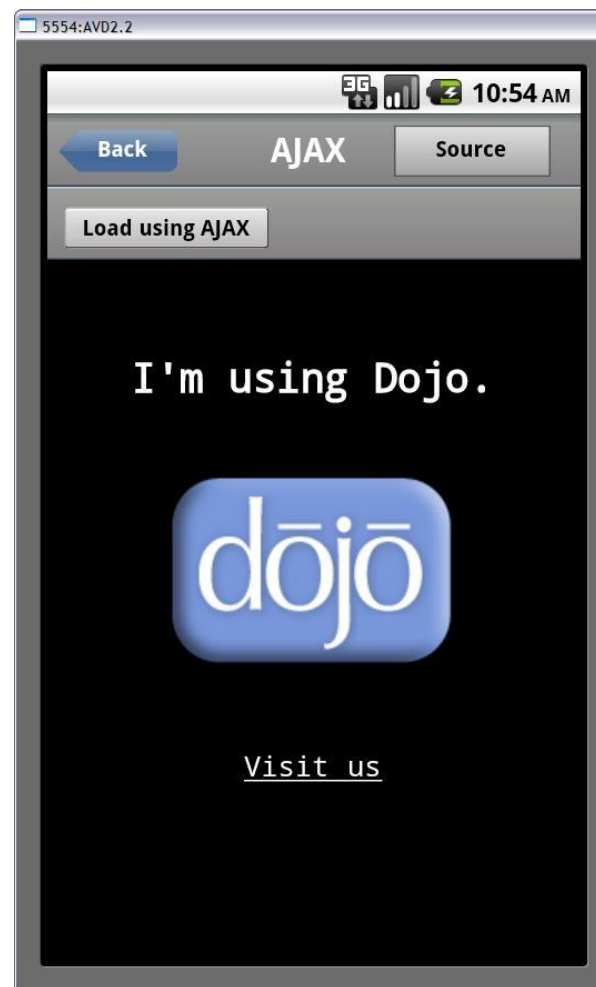 5554:AVD2.2
3G 10:54 AM
Back AJAX Source
Load using AJAX
I'm using Dojo.
dōjō
Visit us